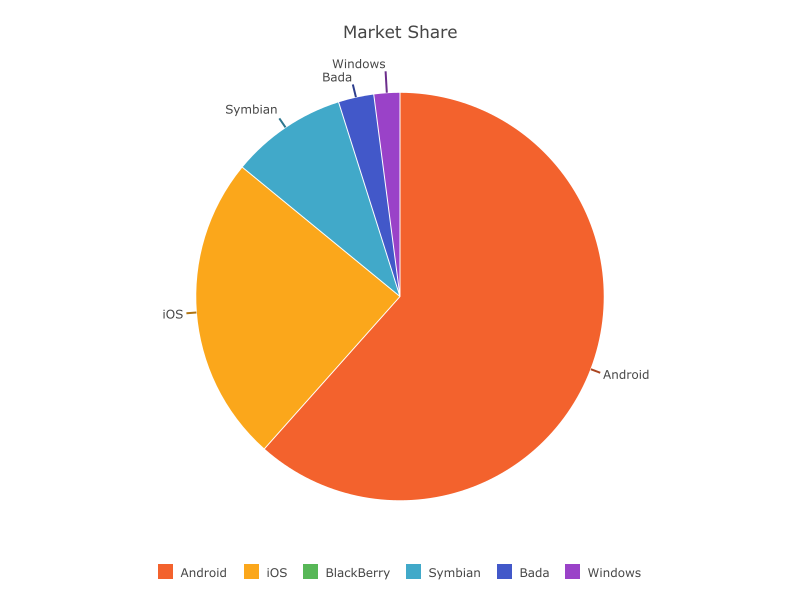 Market Share
Windows
Bada
Symbian
iOS
Android
Android iOS BlackBerry Symbian Bada Windows